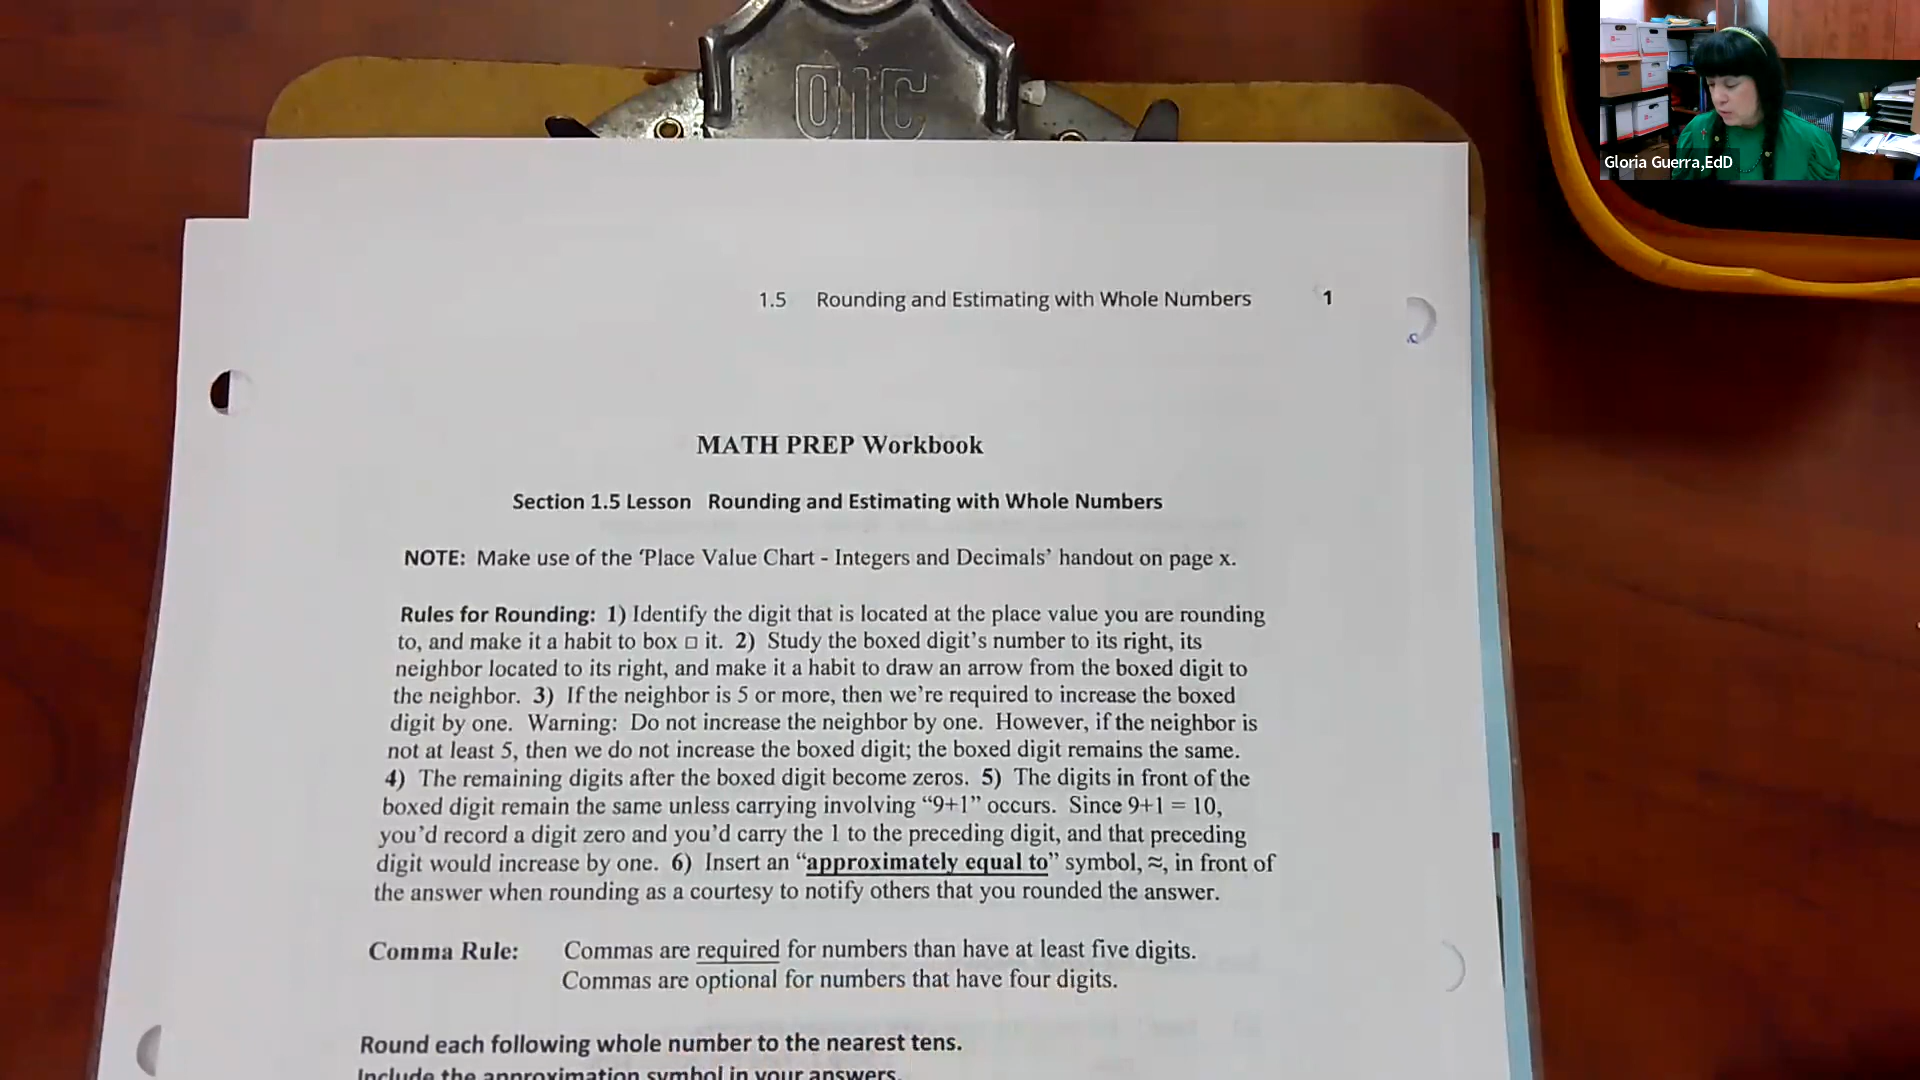 OIC
Gloria Guerra,EdD
1.5 Rounding and Estimating with Whole Numbers 1
MATH PREP Workbook
Section 1.5 Lesson Rounding and Estimating with Whole Numbers
NOTE: Make use of the ‘Place Value Chart - Integers and Decimals’ handout on page x.
Rules for Rounding: 1) Identify the digit that is located at the place value you are rounding
to, and make it a habit to box □ it. 2) Study the boxed digit’s number to its right, its
neighbor located to its right, and make it a habit to draw an arrow from the boxed digit to
the neighbor. 3) If the neighbor is 5 or more, then we’re required to increase the boxed
digit by one. Warning: Do not increase the neighbor by one. However, if the neighbor is
not at least 5, then we do not increase the boxed digit; the boxed digit remains the same.
4) The remaining digits after the boxed digit become zeros. 5) The digits in front of the
boxed digit remain the same unless carrying involving “9+1” occurs. Since 9+1 = 10,
you’d record a digit zero and you’d carry the 1 to the preceding digit, and that preceding
digit would increase by one. 6) Insert an “approximately equal to” symbol, ≈, in front of
the answer when rounding as a courtesy to notify others that you rounded the answer.
Comma Rule: Commas are required for numbers than have at least five digits.
Commas are optional for numbers that have four digits.
Round each following whole number to the nearest tens.
Include the approximation symbol in your answers.